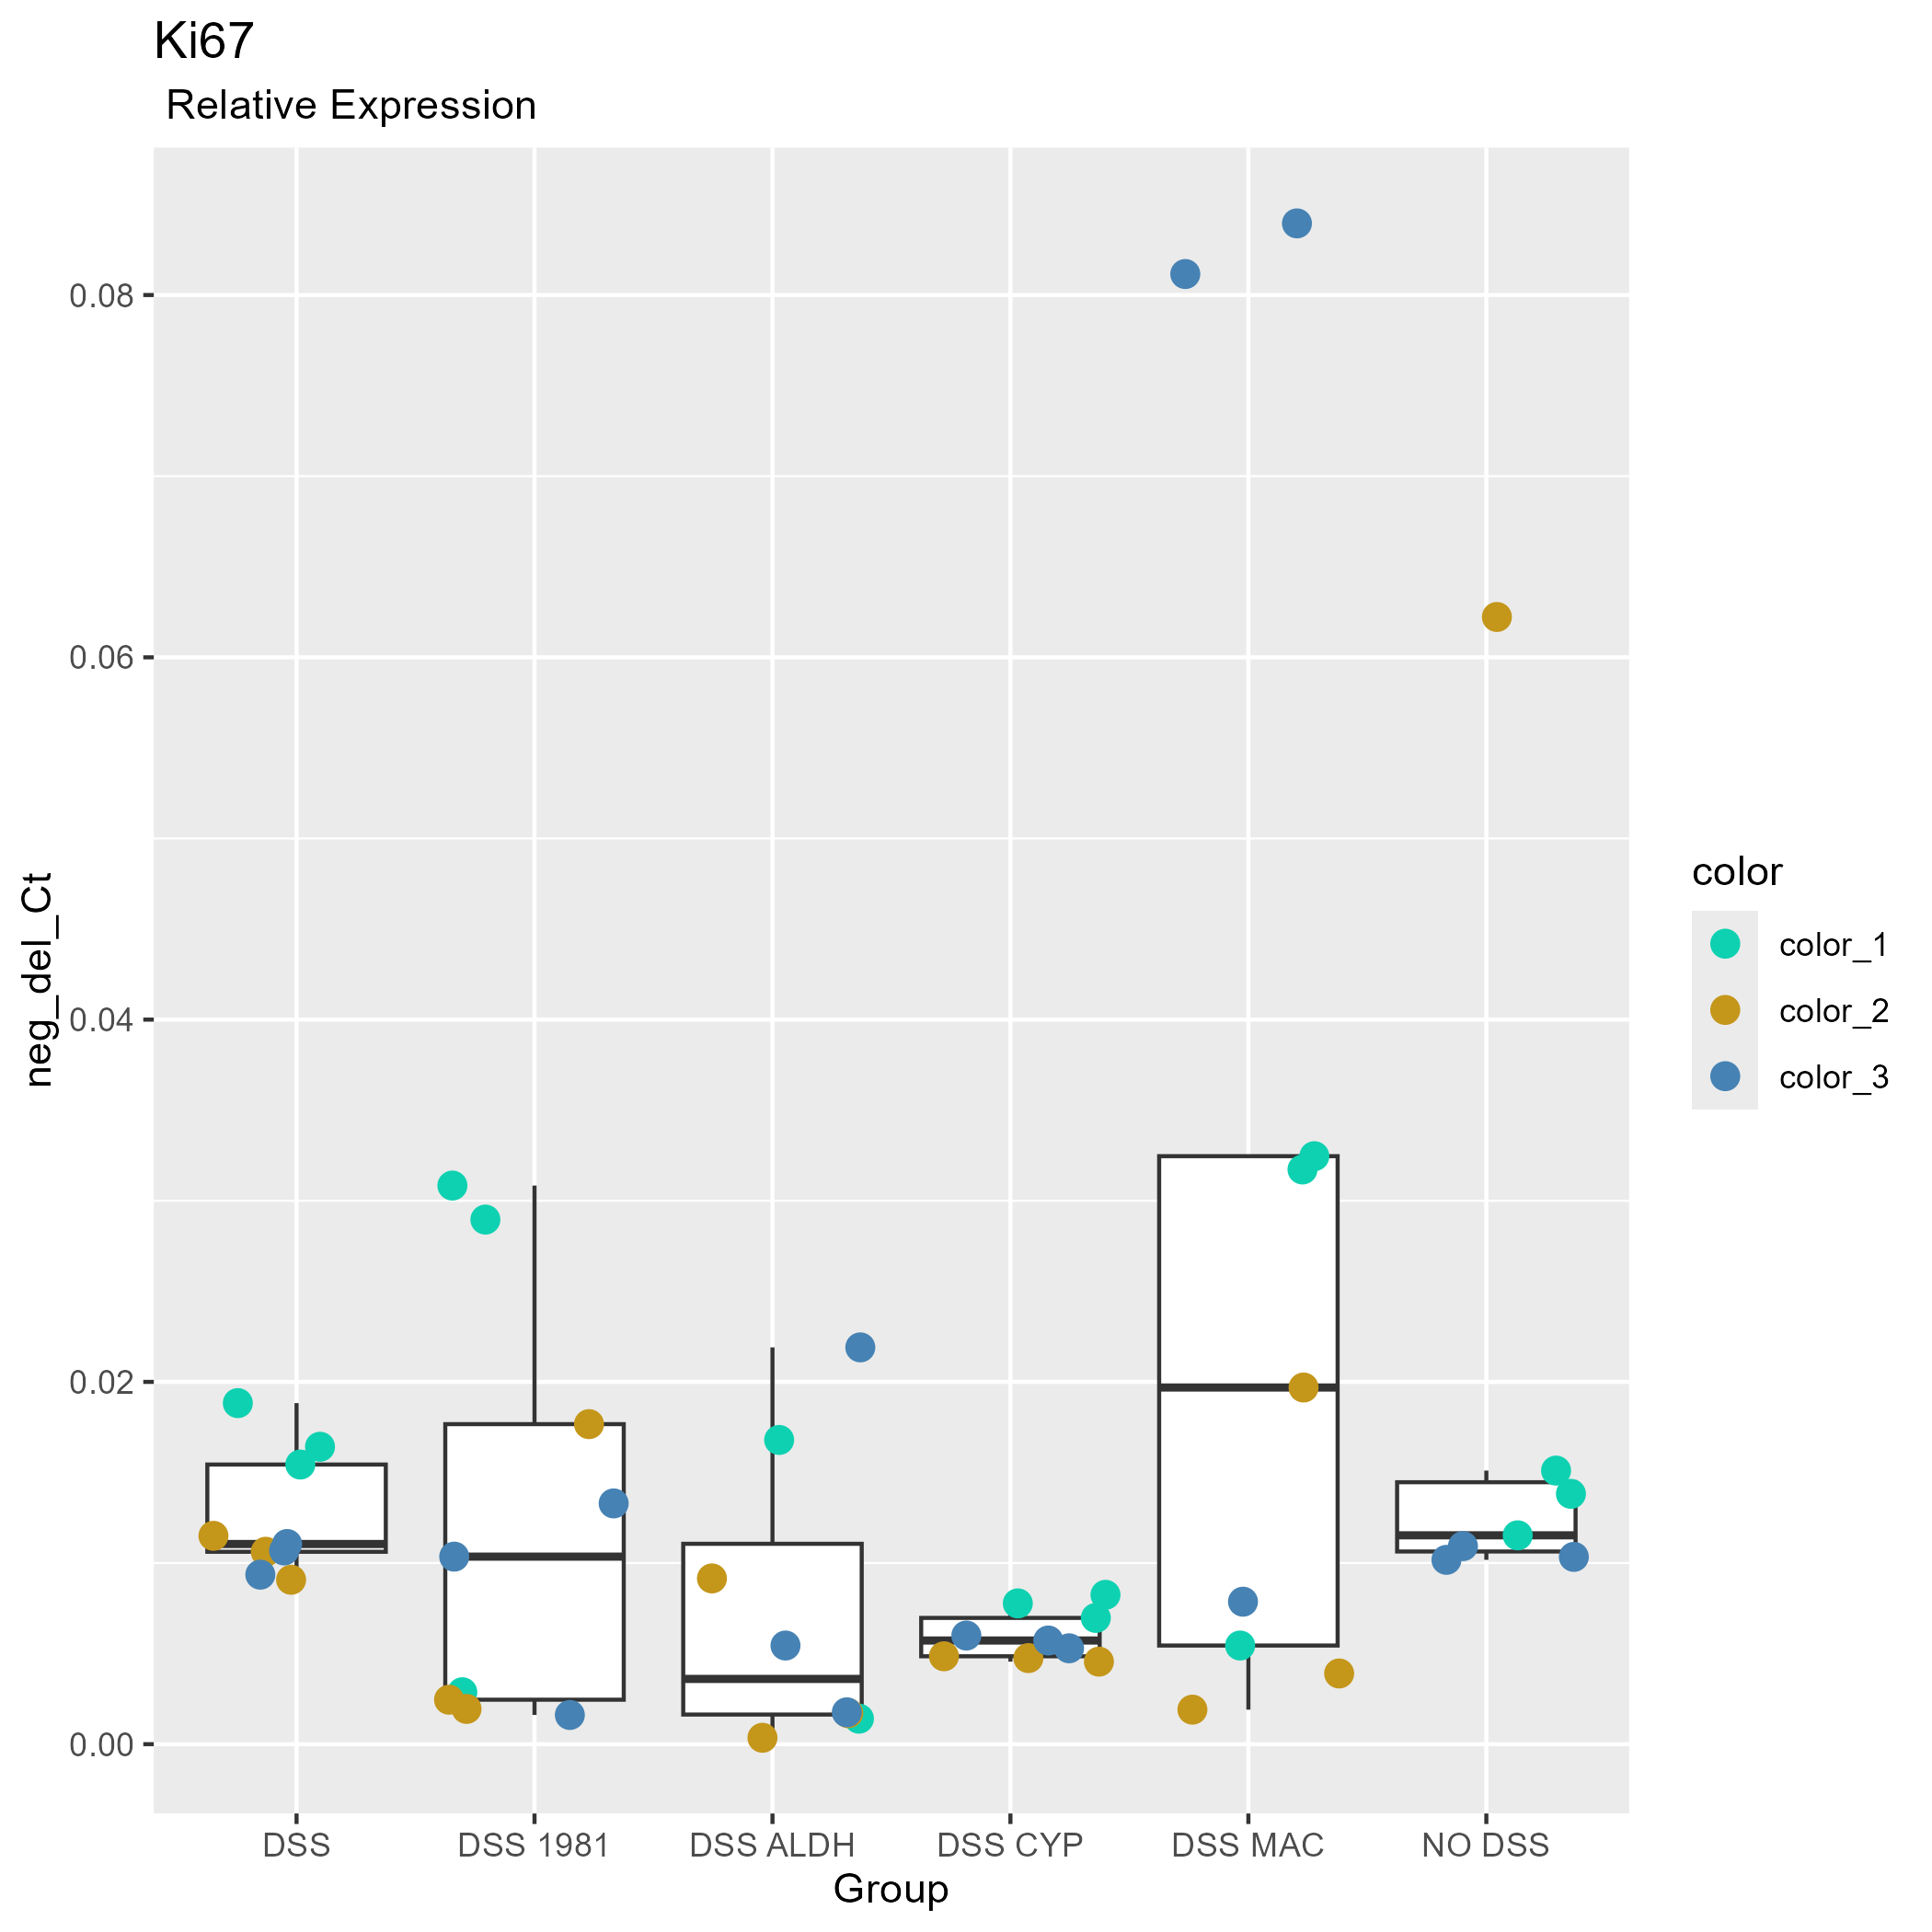 Ki67
Relative Expression
neg_del_Ct
0.08
0.06
0.04
0.02
0.00
DSS
DSS 1981
DSS ALDH
DSS CYP
DSS MAC
NO DSS
Group
color
color_1
color_2
color_3